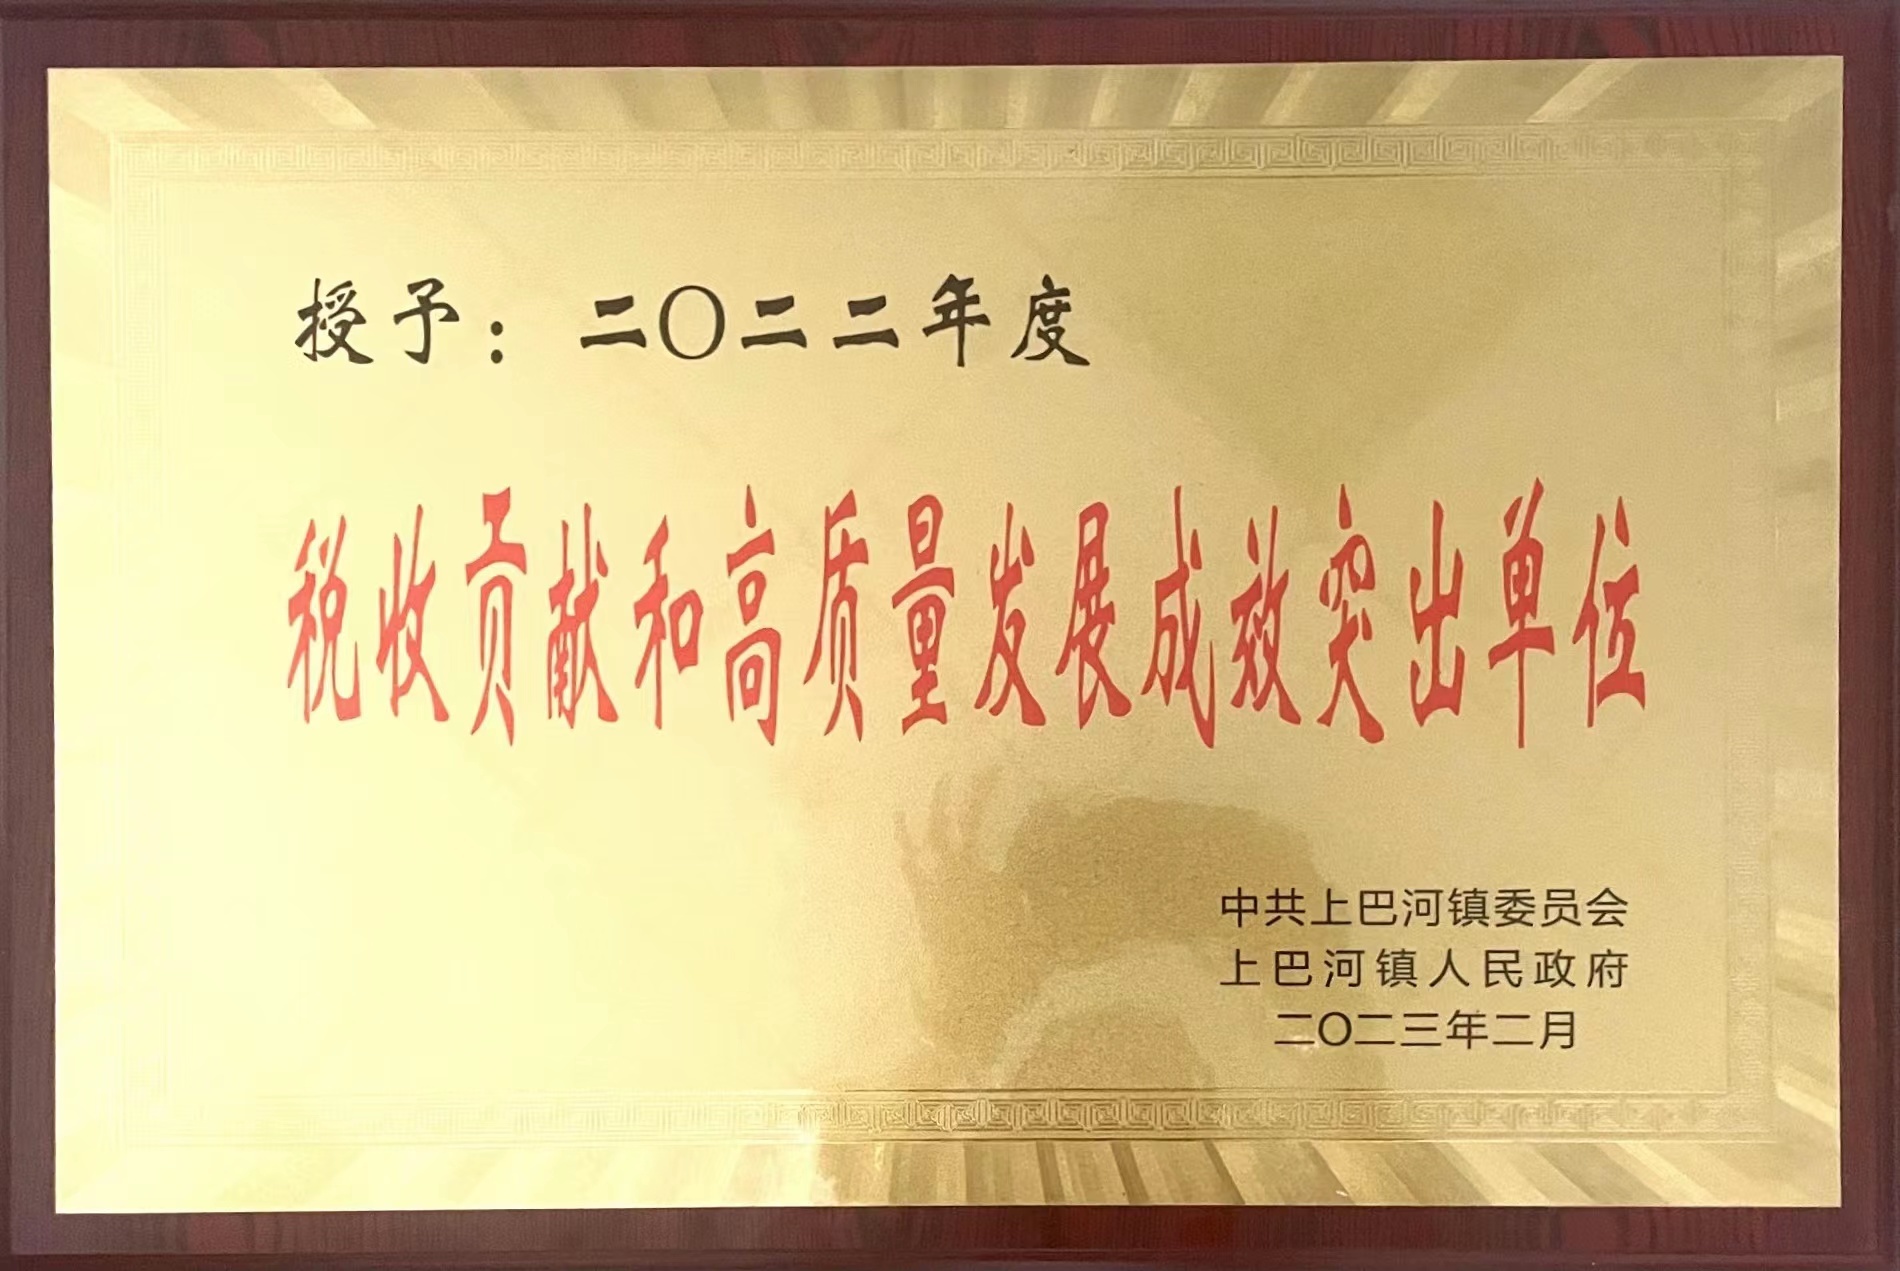 授予：二〇二二年度
税收贡献和高质量发展成效突出单位
中共上巴河镇委员会
上巴河镇人民政府
二〇二三年二月